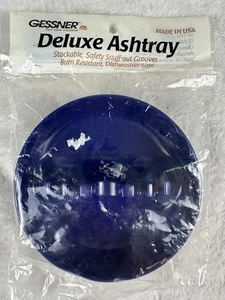 GESSNER
MADE IN USA
Deluxe Ashtray
Stackable, Safety Snuff-out Grooves
Burn Resistant, Dishwasher Safe